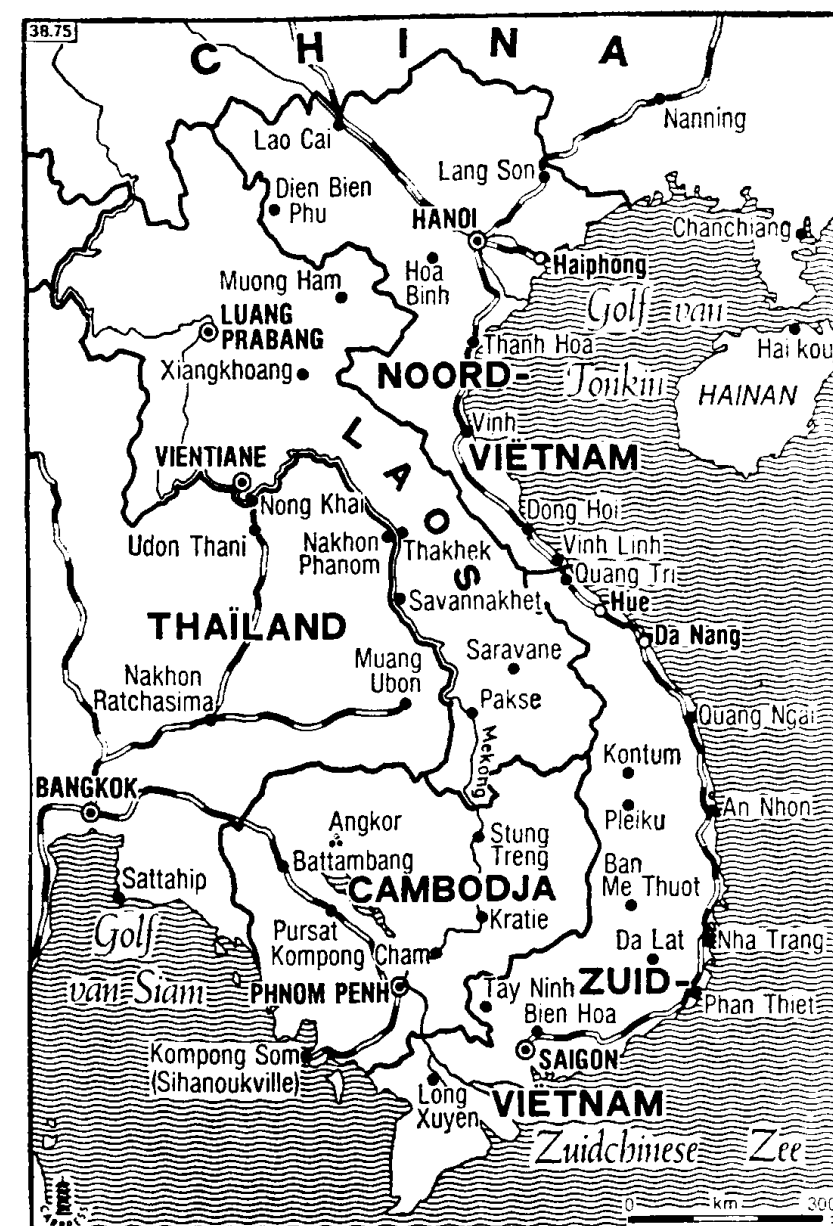 38.75
C H I N A
Nanning
Lao Cai
Lang Son
Dien Bien
Phu
HANOI
Chanchiang
Hoa
Binh
Haiphong
Muong Ham
Golf van
Tonkin
LUANG
PRABANG
Thanh Hoa
Hai kou
Xiangkhoang
NOORD-
HAINAN
Vinh
VIËTNAM
LAOS
VIENTIANE
Nong Khai
Dong Hoi
Udon Thani
Nakhon
Phanom
Thakhek
Vinh Linh
Quang Tri
Savannakhet
Hue
THAÏLAND
Da Nang
Muang
Ubon
Saravane
Nakhon
Ratchasima
Pakse
Quang Ngai
Mekong
Kontum
BANGKOK
Pleiku
An Nhon
Angkor
Stung
Treng
Battambang
Ban
Me Thuot
Sattahip
CAMBODJA
Golf
van Siam
Pursat
Kratie
Kompong Cham
Da Lat
Nha Trang
PHNOM PENH
Tay Ninh
ZUID-
Bien Hoa
Phan Thiet
Kompong Som
(Sihanoukville)
SAIGON
Long
Xuyen
VIËTNAM
Zuidchinese Zee
0 km 300